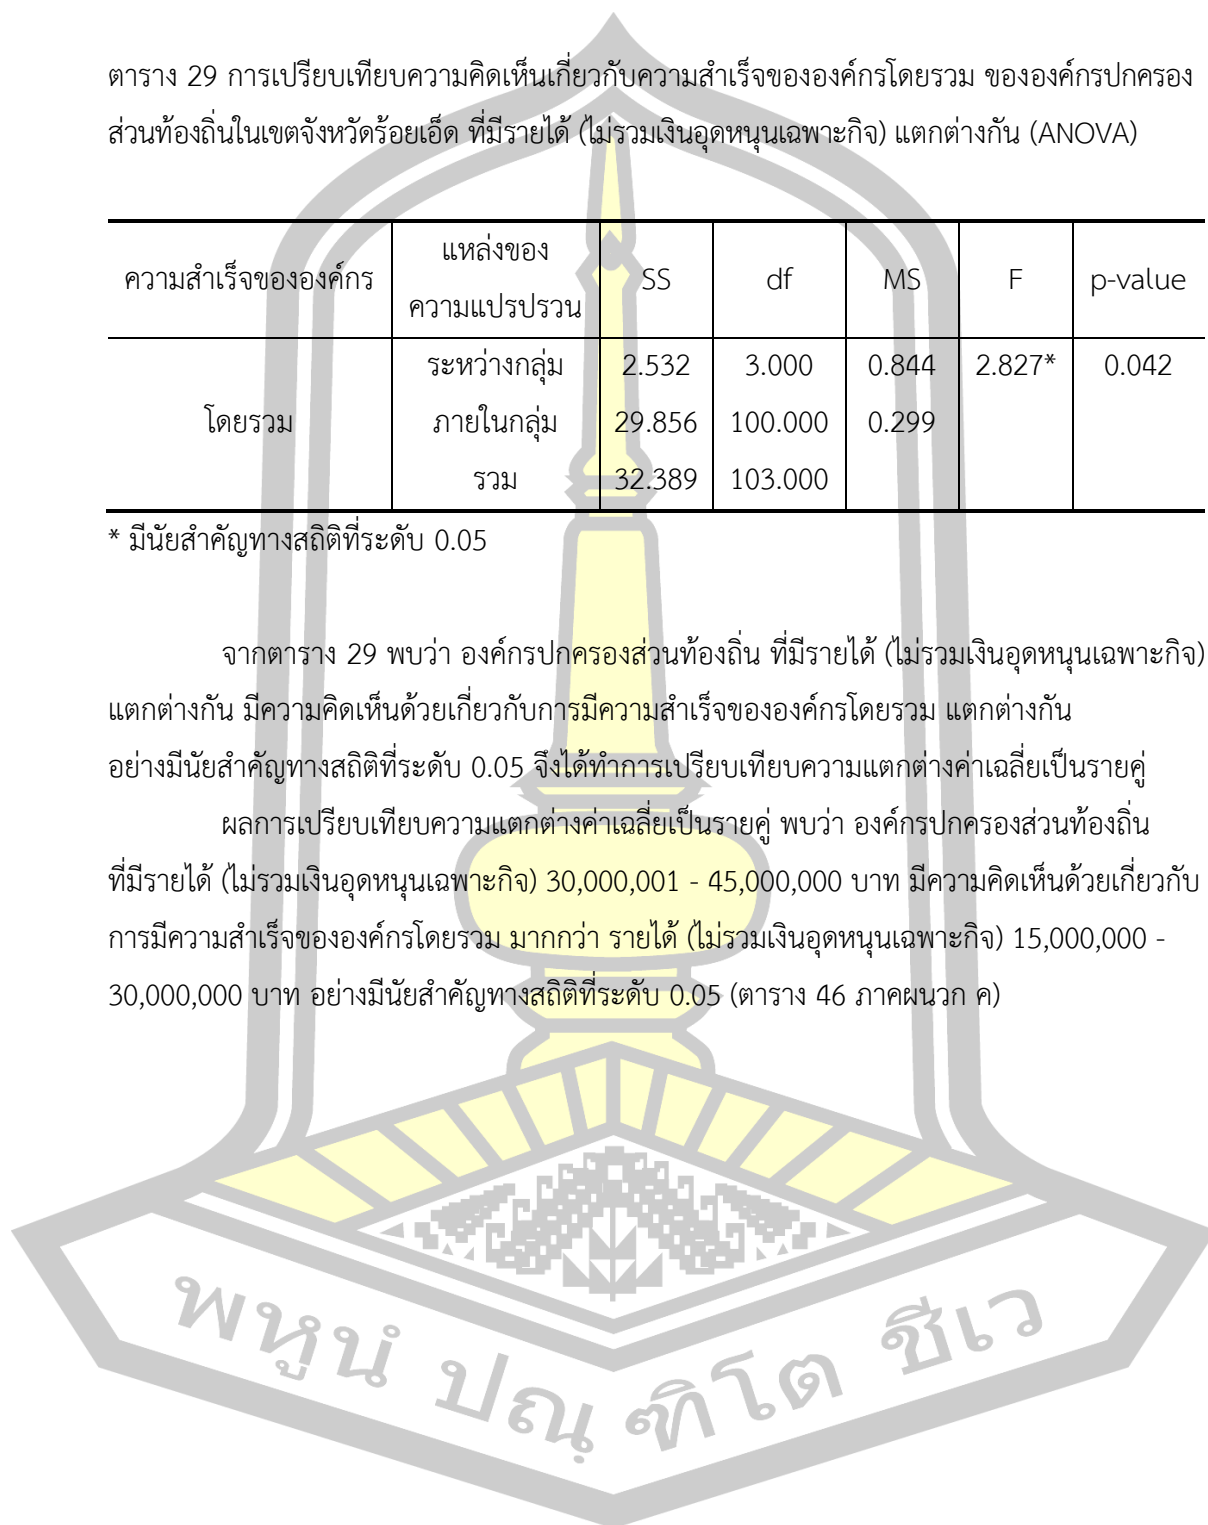 ตาราง 29 การเปรียบเทียบความคิดเห็นเกี่ยวกับความสำเร็จขององค์กรโดยรวม ขององค์กรปกครอง
ส่วนท้องถิ่นในเขตจังหวัดร้อยเอ็ด ที่มีรายได้ (ไม่รวมเงินอุดหนุนเฉพาะกิจ) แตกต่างกัน (ANOVA)
ความสำเร็จขององค์กร แหล่งของความแปรปรวน SS df MS F p-value
โดยรวม ระหว่างกลุ่ม 2.532 3.000 0.844 2.827* 0.042
ภายในกลุ่ม 29.856 100.000 0.299
รวม 32.389 103.000
* มีนัยสำคัญทางสถิติที่ระดับ 0.05
จากตาราง 29 พบว่า องค์กรปกครองส่วนท้องถิ่น ที่มีรายได้ (ไม่รวมเงินอุดหนุนเฉพาะกิจ)
แตกต่างกัน มีความคิดเห็นด้วยเกี่ยวกับการมีความสำเร็จขององค์กรโดยรวม แตกต่างกัน
อย่างมีนัยสำคัญทางสถิติที่ระดับ 0.05 จึงได้ทำการเปรียบเทียบความแตกต่างค่าเฉลี่ยเป็นรายคู่
ผลการเปรียบเทียบความแตกต่างค่าเฉลี่ยเป็นรายคู่ พบว่า องค์กรปกครองส่วนท้องถิ่น
ที่มีรายได้ (ไม่รวมเงินอุดหนุนเฉพาะกิจ) 30,000,001 - 45,000,000 บาท มีความคิดเห็นด้วยเกี่ยวกับ
การมีความสำเร็จขององค์กรโดยรวม มากกว่า รายได้ (ไม่รวมเงินอุดหนุนเฉพาะกิจ) 15,000,000 -
30,000,000 บาท อย่างมีนัยสำคัญทางสถิติที่ระดับ 0.05 (ตาราง 46 ภาคผนวก ค)
พหูนํ ปณฺฑิโต ชีเว